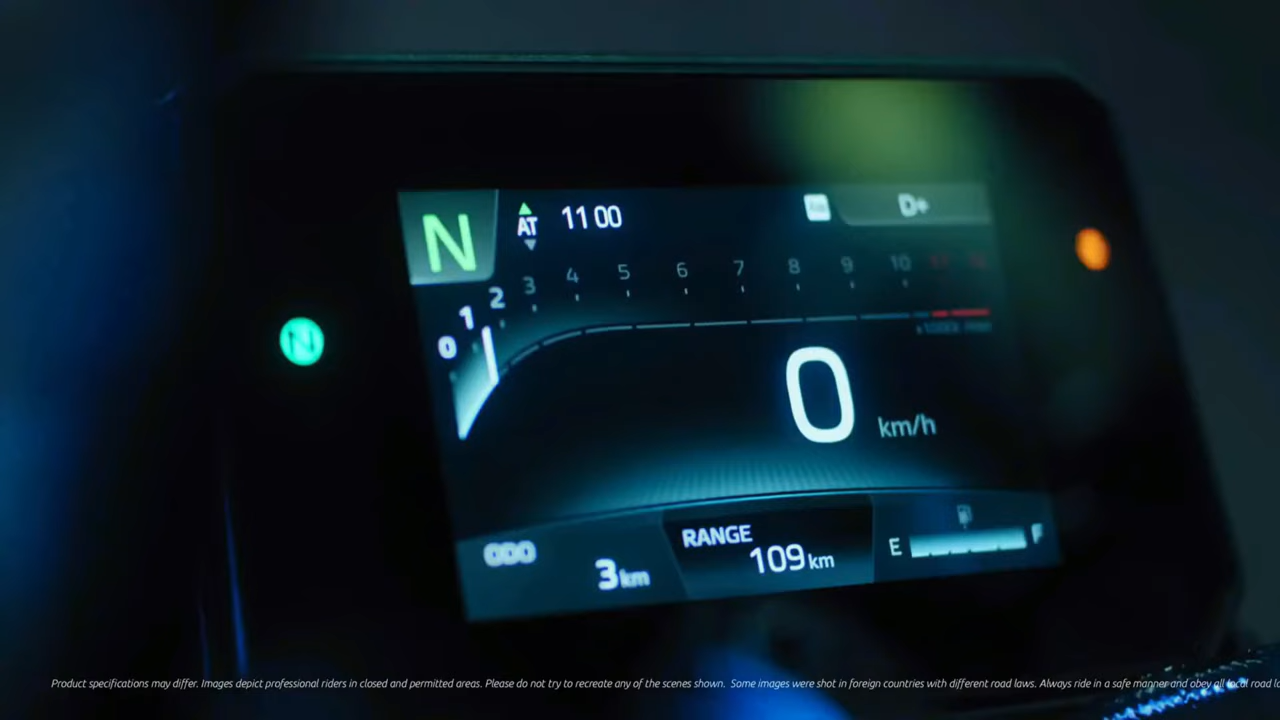 N AT 11 00 D+
0 1 2 3 4 5 6 7 8 9 10
N
0 km/h
ODO 3 km
RANGE 109 km
E F
Product specifications may differ. Images depict professional riders in closed and permitted areas. Please do not try to recreate any of the scenes shown. Some images were shot in foreign countries with different road laws. Always ride in a safe manner and obey all local road